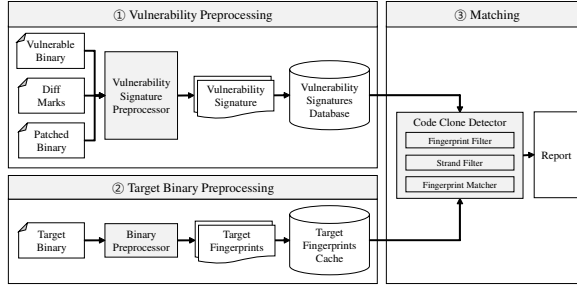 ① Vulnerability Preprocessing
Vulnerable
Binary
Diff
Marks
Patched
Binary
Vulnerability
Signature
Preprocessor
Vulnerability
Signature
Vulnerability
Signatures
Database
② Target Binary Preprocessing
Target
Binary
Binary
Preprocessor
Target
Fingerprints
Target
Fingerprints
Cache
③ Matching
Code Clone Detector
Fingerprint Filter
Strand Filter
Fingerprint Matcher
Report